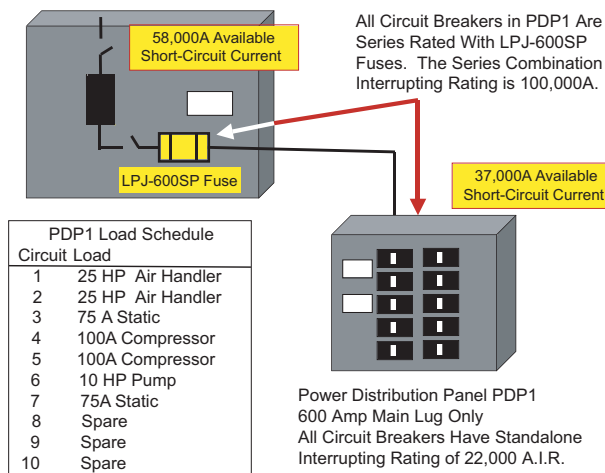 58,000A Available
Short-Circuit Current
All Circuit Breakers in PDP1 Are
Series Rated With LPJ-600SP
Fuses. The Series Combination
Interrupting Rating is 100,000A.
LPJ-600SP Fuse
37,000A Available
Short-Circuit Current
PDP1 Load Schedule
Circuit Load
1 25 HP Air Handler
2 25 HP Air Handler
3 75 A Static
4 100A Compressor
5 100A Compressor
6 10 HP Pump
7 75A Static
8 Spare
9 Spare
10 Spare
Power Distribution Panel PDP1
600 Amp Main Lug Only
All Circuit Breakers Have Standalone
Interrupting Rating of 22,000 A.I.R.